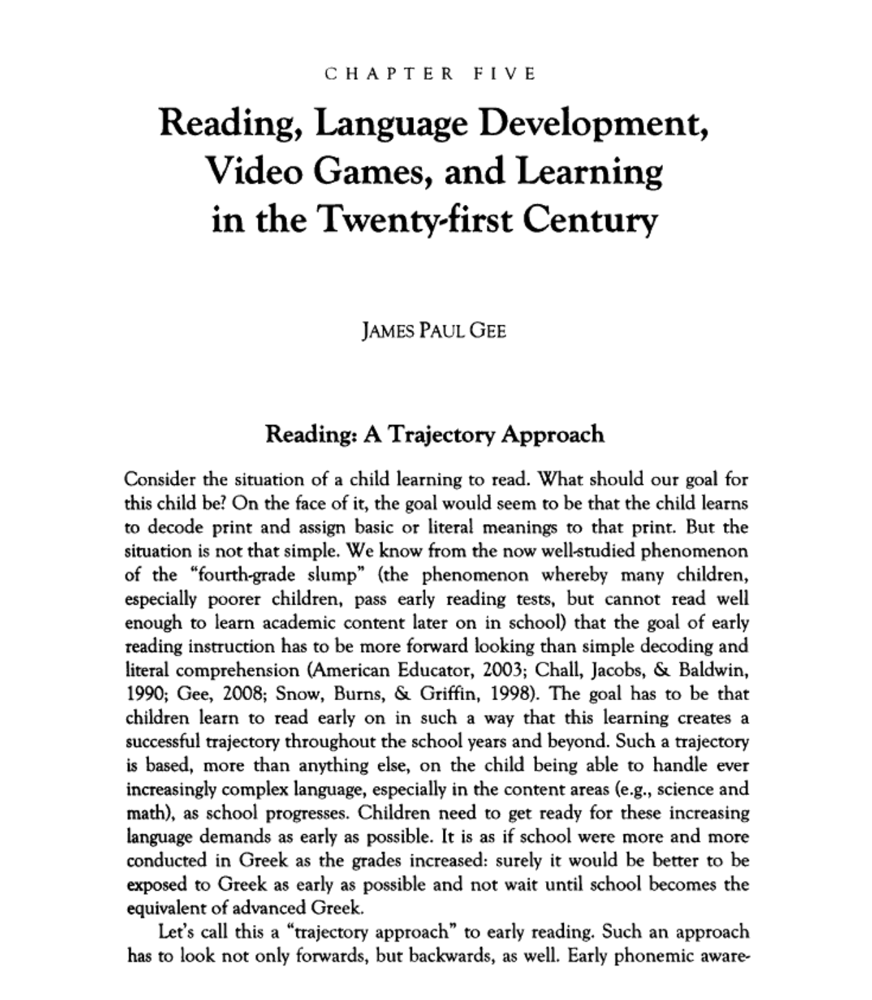 CHAPTER FIVE
Reading, Language Development,
Video Games, and Learning
in the Twenty-first Century
JAMES PAUL GEE
Reading: A Trajectory Approach
Consider the situation of a child learning to read. What should our goal for
this child be? On the face of it, the goal would seem to be that the child learns
to decode print and assign basic or literal meanings to that print. But the
situation is not that simple. We know from the now well-studied phenomenon
of the “fourth-grade slump” (the phenomenon whereby many children,
especially poorer children, pass early reading tests, but cannot read well
enough to learn academic content later on in school) that the goal of early
reading instruction has to be more forward looking than simple decoding and
literal comprehension (American Educator, 2003; Chall, Jacobs, & Baldwin,
1990; Gee, 2008; Snow, Burns, & Griffin, 1998). The goal has to be that
children learn to read early on in such a way that this learning creates a
successful trajectory throughout the school years and beyond. Such a trajectory
is based, more than anything else, on the child being able to handle ever
increasingly complex language, especially in the content areas (e.g., science and
math), as school progresses. Children need to get ready for these increasing
language demands as early as possible. It is as if school were more and more
conducted in Greek as the grades increased: surely it would be better to be
exposed to Greek as early as possible and not wait until school becomes the
equivalent of advanced Greek.
Let’s call this a “trajectory approach” to early reading. Such an approach
has to look not only forwards, but backwards, as well. Early phonemic aware-